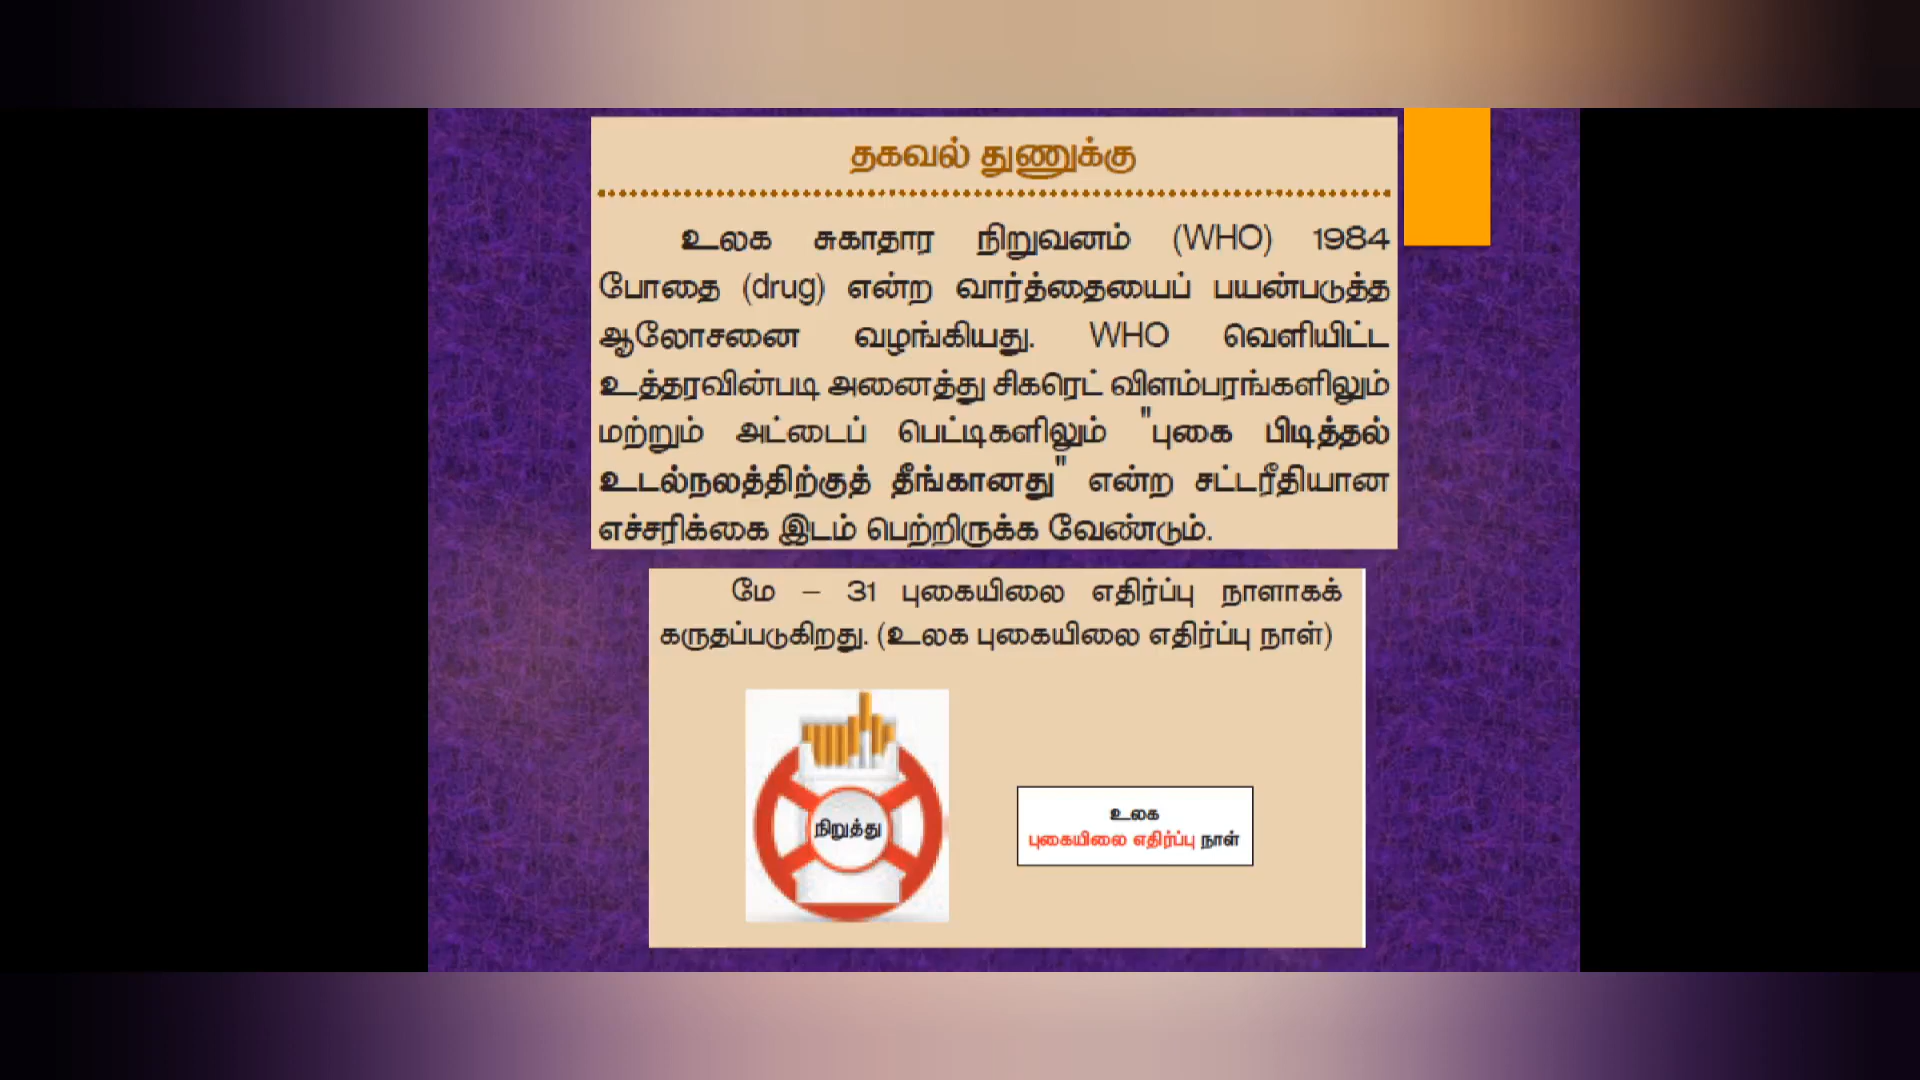 தகவல் துணுக்கு
உலக சுகாதார நிறுவனம் (WHO) 1984
போதை (drug) என்ற வார்த்தையைப் பயன்படுத்த
ஆலோசனை வழங்கியது. WHO வெளியிட்ட
உத்தரவின்படி அனைத்து சிகரெட் விளம்பரங்களிலும்
மற்றும் அட்டைப் பெட்டிகளிலும் "புகை பிடித்தல்
உடல்நலத்திற்குத் தீங்கானது" என்ற சட்டரீதியான
எச்சரிக்கை இடம் பெற்றிருக்க வேண்டும்.
மே – 31 புகையிலை எதிர்ப்பு நாளாகக்
கருதப்படுகிறது. (உலக புகையிலை எதிர்ப்பு நாள்)
நிறுத்து
உலக
புகையிலை எதிர்ப்பு நாள்